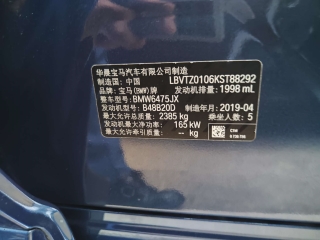 华晨宝马汽车有限公司制造
制造国：中国 LBVTZ0106KST88292
品牌：宝马(BMW)牌 发动机排量：1998 mL
整车型号：BMW6475JX
发动机型号：B48B20D 制造年月：2019-04
最大允许总质量：2385 kg 乘坐人数：5
发动机最大净功率：165 kW
最大允许牵引质量：-- kg